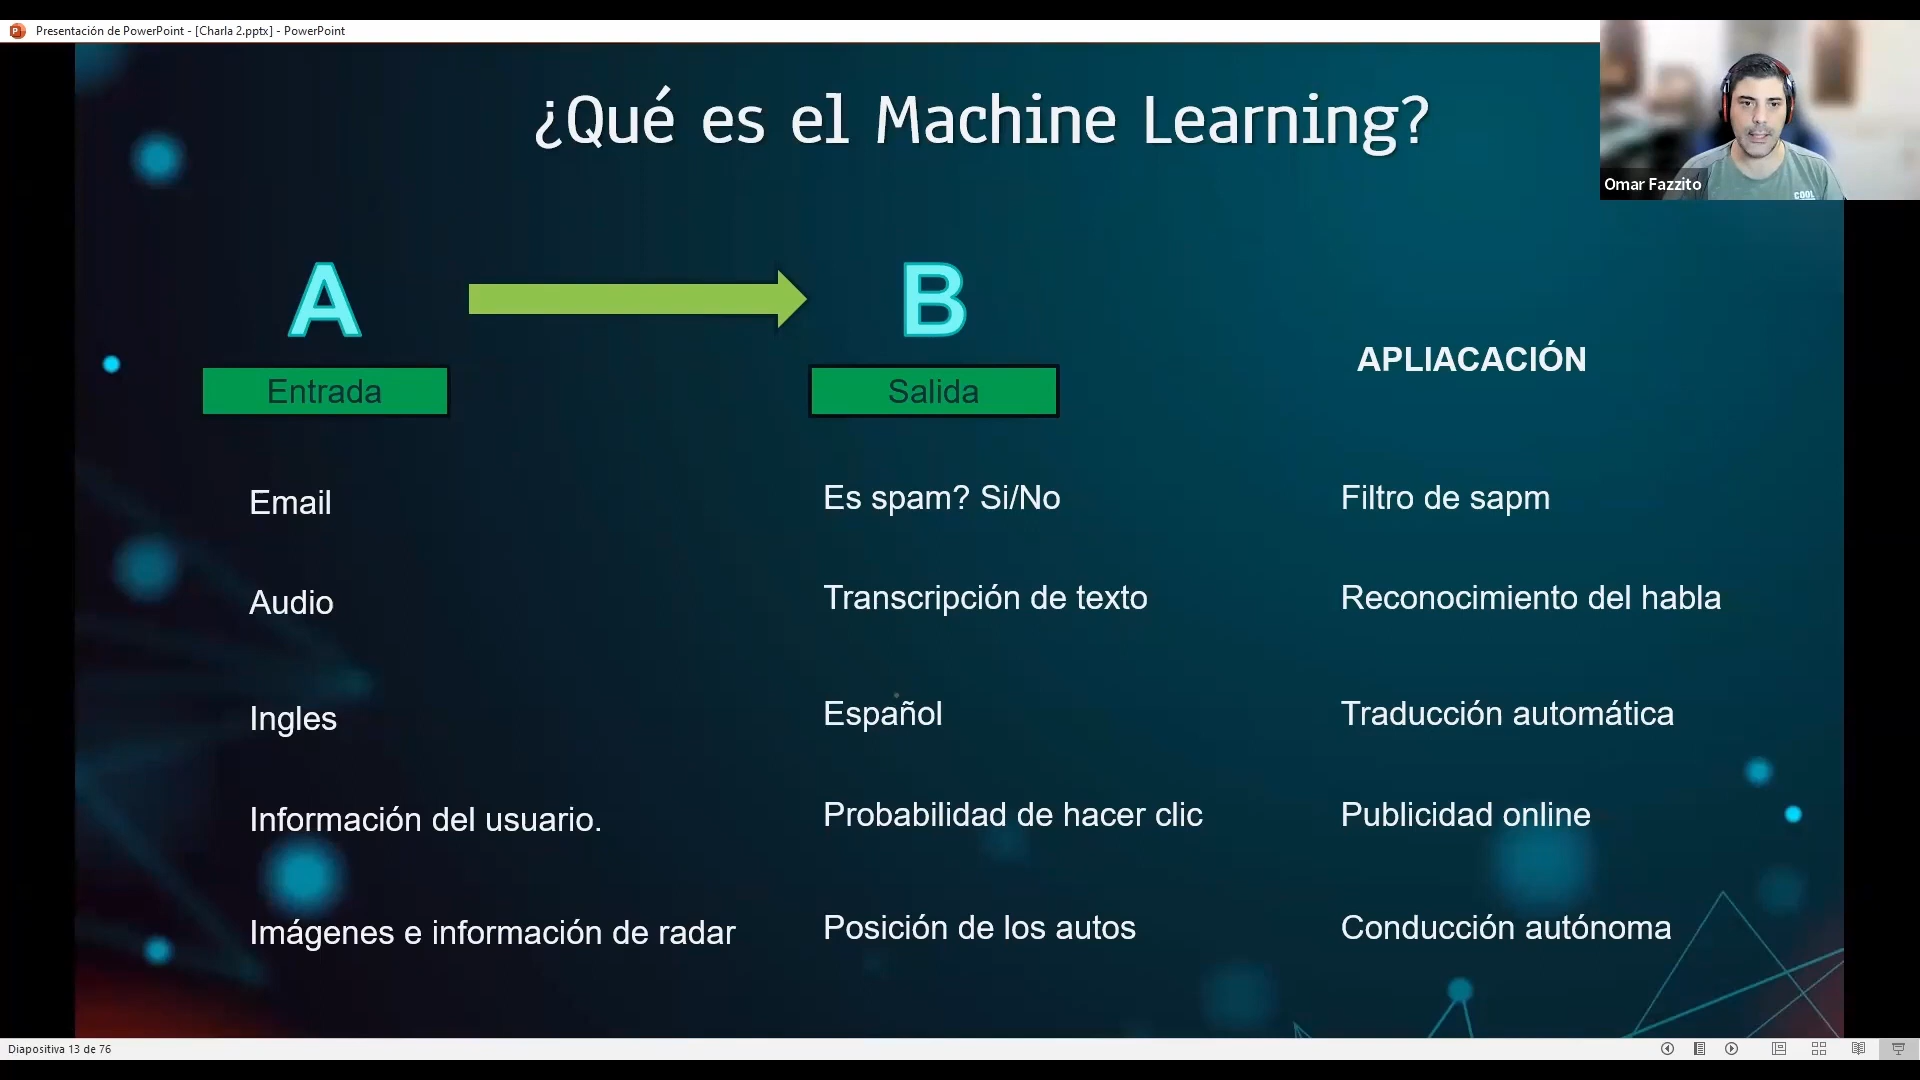 Presentación de PowerPoint - [Charla 2.pptx] - PowerPoint
¿Qué es el Machine Learning?
Omar Fazzito
COOL
A
B
APLIACACIÓN
Entrada
Salida
Email
Es spam? Si/No
Filtro de sapm
Audio
Transcripción de texto
Reconocimiento del habla
Ingles
Español
Traducción automática
Información del usuario.
Probabilidad de hacer clic
Publicidad online
Imágenes e información de radar
Posición de los autos
Conducción autónoma
Diapositiva 13 de 76